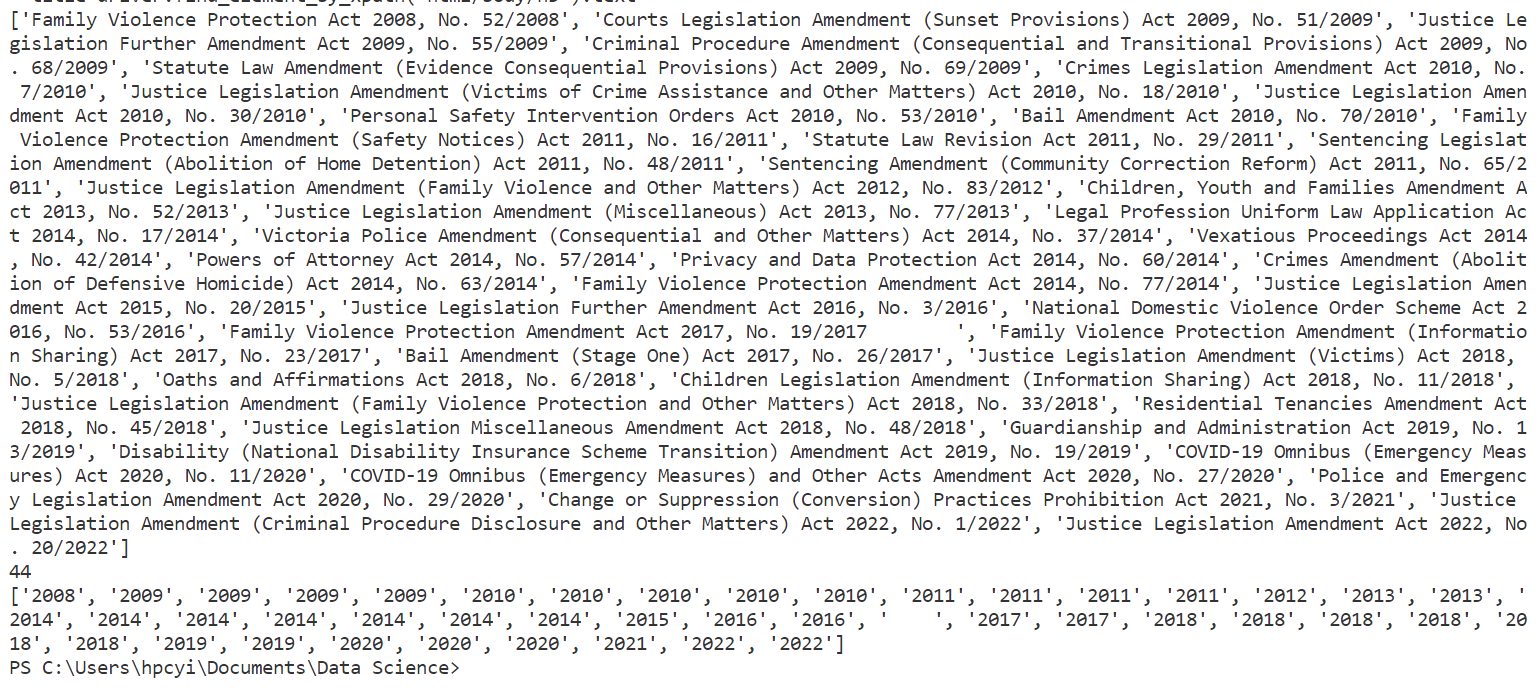 ['Family Violence Protection Act 2008, No. 52/2008', 'Courts Legislation Amendment (Sunset Provisions) Act 2009, No. 51/2009', 'Justice Le
gislation Further Amendment Act 2009, No. 55/2009', 'Criminal Procedure Amendment (Consequential and Transitional Provisions) Act 2009, No
. 68/2009', 'Statute Law Amendment (Evidence Consequential Provisions) Act 2009, No. 69/2009', 'Crimes Legislation Amendment Act 2010, No.
 7/2010', 'Justice Legislation Amendment (Victims of Crime Assistance and Other Matters) Act 2010, No. 18/2010', 'Justice Legislation Amen
dment Act 2010, No. 30/2010', 'Personal Safety Intervention Orders Act 2010, No. 53/2010', 'Bail Amendment Act 2010, No. 70/2010', 'Family
 Violence Protection Amendment (Safety Notices) Act 2011, No. 16/2011', 'Statute Law Revision Act 2011, No. 29/2011', 'Sentencing Legislat
ion Amendment (Abolition of Home Detention) Act 2011, No. 48/2011', 'Sentencing Amendment (Community Correction Reform) Act 2011, No. 65/2
011', 'Justice Legislation Amendment (Family Violence and Other Matters) Act 2012, No. 83/2012', 'Children, Youth and Families Amendment A
ct 2013, No. 52/2013', 'Justice Legislation Amendment (Miscellaneous) Act 2013, No. 77/2013', 'Legal Profession Uniform Law Application Ac
t 2014, No. 17/2014', 'Victoria Police Amendment (Consequential and Other Matters) Act 2014, No. 37/2014', 'Vexatious Proceedings Act 2014
, No. 42/2014', 'Powers of Attorney Act 2014, No. 57/2014', 'Privacy and Data Protection Act 2014, No. 60/2014', 'Crimes Amendment (Abolit
ion of Defensive Homicide) Act 2014, No. 63/2014', 'Family Violence Protection Amendment Act 2014, No. 77/2014', 'Justice Legislation Amen
dment Act 2015, No. 20/2015', 'Justice Legislation Further Amendment Act 2016, No. 3/2016', 'National Domestic Violence Order Scheme Act 2
016, No. 53/2016', 'Family Violence Protection Amendment Act 2017, No. 19/2017        ', 'Family Violence Protection Amendment (Informatio
n Sharing) Act 2017, No. 23/2017', 'Bail Amendment (Stage One) Act 2017, No. 26/2017', 'Justice Legislation Amendment (Victims) Act 2018,
No. 5/2018', 'Oaths and Affirmations Act 2018, No. 6/2018', 'Children Legislation Amendment (Information Sharing) Act 2018, No. 11/2018',
'Justice Legislation Amendment (Family Violence Protection and Other Matters) Act 2018, No. 33/2018', 'Residential Tenancies Amendment Act
 2018, No. 45/2018', 'Justice Legislation Miscellaneous Amendment Act 2018, No. 48/2018', 'Guardianship and Administration Act 2019, No. 1
3/2019', 'Disability (National Disability Insurance Scheme Transition) Amendment Act 2019, No. 19/2019', 'COVID-19 Omnibus (Emergency Meas
ures) Act 2020, No. 11/2020', 'COVID-19 Omnibus (Emergency Measures) and Other Acts Amendment Act 2020, No. 27/2020', 'Police and Emergenc
y Legislation Amendment Act 2020, No. 29/2020', 'Change or Suppression (Conversion) Practices Prohibition Act 2021, No. 3/2021', 'Justice
Legislation Amendment (Criminal Procedure Disclosure and Other Matters) Act 2022, No. 1/2022', 'Justice Legislation Amendment Act 2022, No
. 20/2022']
44
['2008', '2009', '2009', '2009', '2009', '2010', '2010', '2010', '2010', '2010', '2011', '2011', '2011', '2011', '2012', '2013', '2013', '
2014', '2014', '2014', '2014', '2014', '2014', '2014', '2015', '2016', '2016', '    ', '2017', '2017', '2018', '2018', '2018', '2018', '20
18', '2018', '2019', '2019', '2020', '2020', '2020', '2021', '2022', '2022']
PS C:\Users\hpcyi\Documents\Data Science>